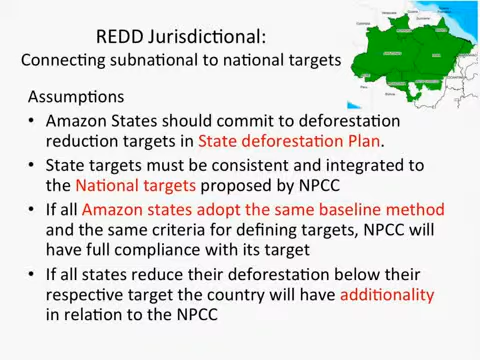 REDD Jurisdictional:
Connecting subnational to national targets
Assumptions
• Amazon States should commit to deforestation
reduction targets in State deforestation Plan.
• State targets must be consistent and integrated to
the National targets proposed by NPCC
• If all Amazon states adopt the same baseline method
and the same criteria for defining targets, NPCC will
have full compliance with its target
• If all states reduce their deforestation below their
respective target the country will have additionality
in relation to the NPCC